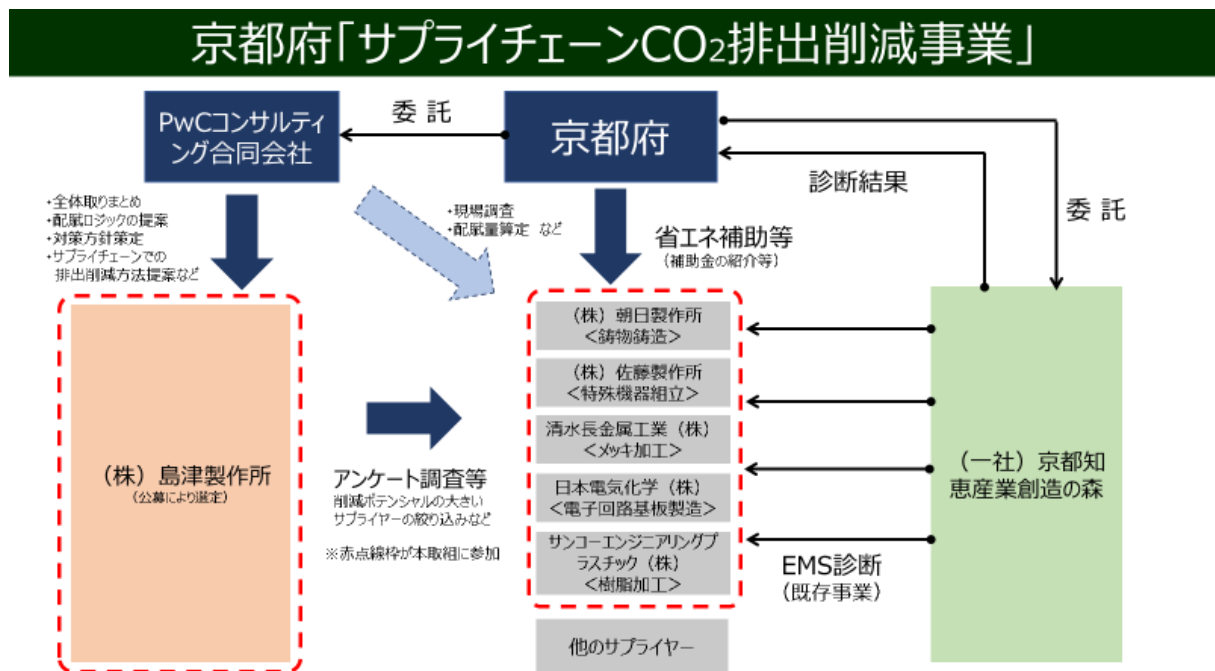 京都府「サプライチェーンCO₂排出削減事業」
PwCコンサルティ
ング合同会社
委 託
京都府
診断結果
委 託
・全体取りまとめ
・配賦ロジックの提案
・対策方針策定
・サプライチェーンでの
排出削減方法提案など
・現場調査
・配賦量算定 など
省エネ補助等
（補助金の紹介等）
（株）島津製作所
（公募により選定）
アンケート調査等
削減ポテンシャルの大きい
サプライヤーの絞り込みなど
※赤点線枠が本取組に参加
（株）朝日製作所
＜鋳物鋳造＞
（株）佐藤製作所
＜特殊機器組立＞
清水長金属工業（株）
＜メッキ加工＞
日本電気化学（株）
＜電子回路基板製造＞
サンコーエンジニアリングプ
ラスチック（株）
＜樹脂加工＞
他のサプライヤー
EMS診断
（既存事業）
（一社）京都知
恵産業創造の森